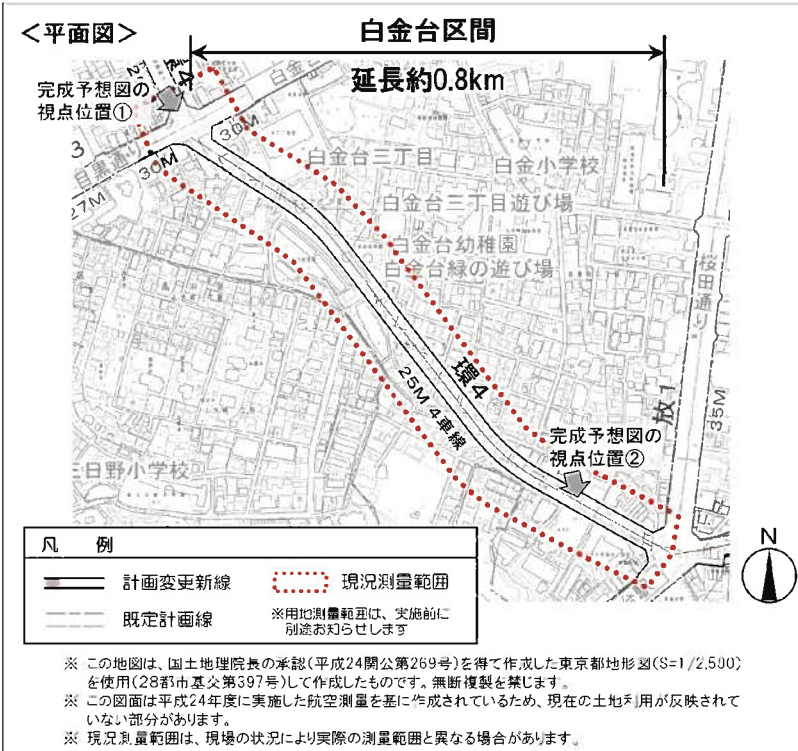 ＜平面図＞
白金台区間
延長約0.8km
完成予想図の
視点位置①
環4
白金
3
目黒通り
30M
30M
27M
白金台三丁目
白金小学校
白金台三丁目遊び場
白金台幼稚園
白金台緑の遊び場
桜田通り
環4
25M 4車線
放1
35M
完成予想図の
視点位置②
三日野小学校
N
凡　例
計画変更新線
現況測量範囲
既定計画線
※用地測量範囲は、実施前に
別途お知らせします
※ この地図は、国土地理院長の承認(平成24関公第269号)を得て作成した東京都地形図(S=1/2,500)
を使用(28都市基交第397号)して作成したものです。無断複製を禁じます。
※ この図面は平成24年度に実施した航空測量を基に作成されているため、現在の土地利用が反映されて
いない部分があります。
※ 現況測量範囲は、現場の状況により実際の測量範囲と異なる場合があります。